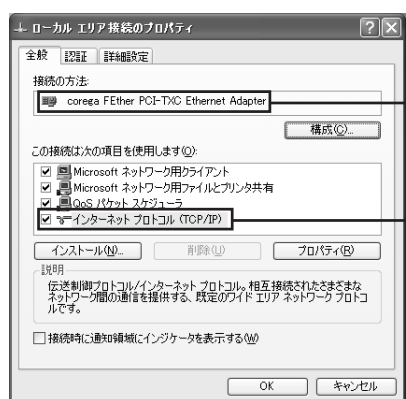 ローカル エリア接続のプロパティ
全般 認証 詳細設定
接続の方法:
corega FEther PCI-TXC Ethernet Adapter
構成(C)...
この接続は次の項目を使用します(O):
Microsoft ネットワーク用クライアント
Microsoft ネットワーク用ファイルとプリンタ共有
QoS パケット スケジューラ
インターネット プロトコル (TCP/IP)
インストール(N)... 削除(U) プロパティ(R)
説明
伝送制御プロトコル/インターネット プロトコル。相互接続されたさまざまな
ネットワーク間の通信を提供する、既定のワイド エリア ネットワーク プロトコ
ルです。
接続時に通知領域にインジケータを表示する(W)
OK キャンセル